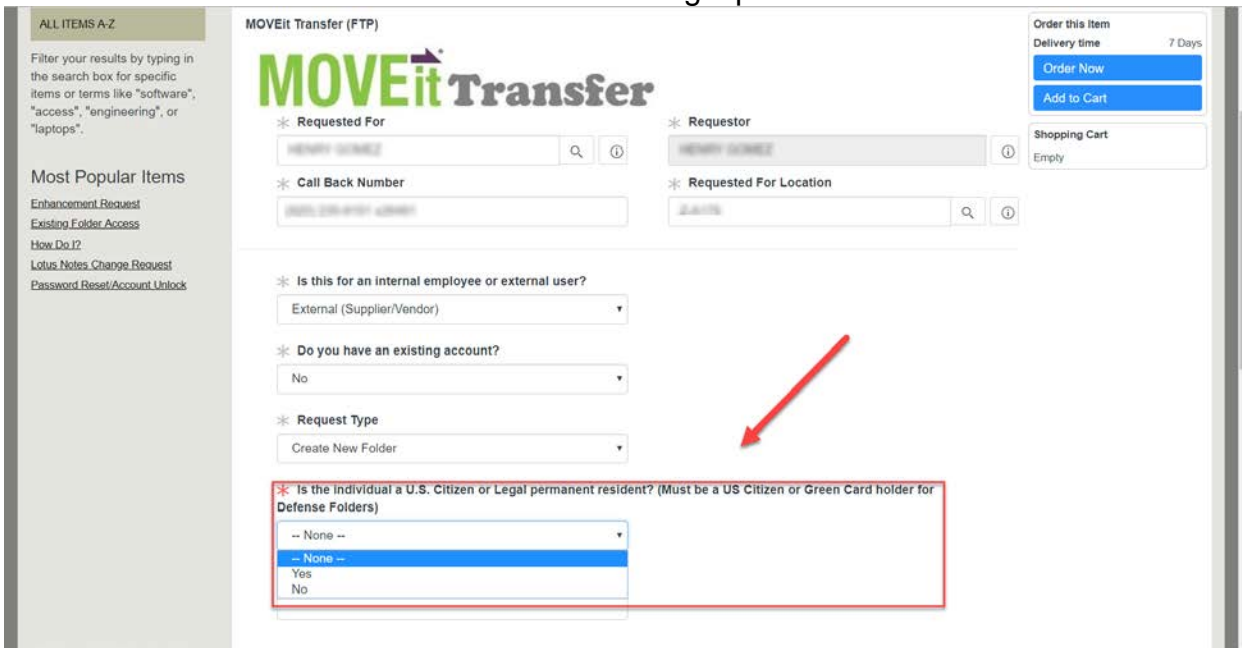 ALL ITEMS A-Z
Filter your results by typing in
the search box for specific
items or terms like "software",
"access", "engineering", or
"laptops".
Most Popular Items
Enhancement Request
Existing Folder Access
How Do I?
Lotus Notes Change Request
Password Reset/Account Unlock
MOVEit Transfer (FTP)
MOVEit Transfer
Requested For
Requestor
HENRY GOMEZ
HENRY GOMEZ
Call Back Number
Requested For Location
Is this for an internal employee or external user?
External (Supplier/Vendor)
Do you have an existing account?
No
Request Type
Create New Folder
Is the individual a U.S. Citizen or Legal permanent resident? (Must be a US Citizen or Green Card holder for
Defense Folders)
-- None --
-- None --
Yes
No
Order this Item
Delivery time 7 Days
Order Now
Add to Cart
Shopping Cart
Empty